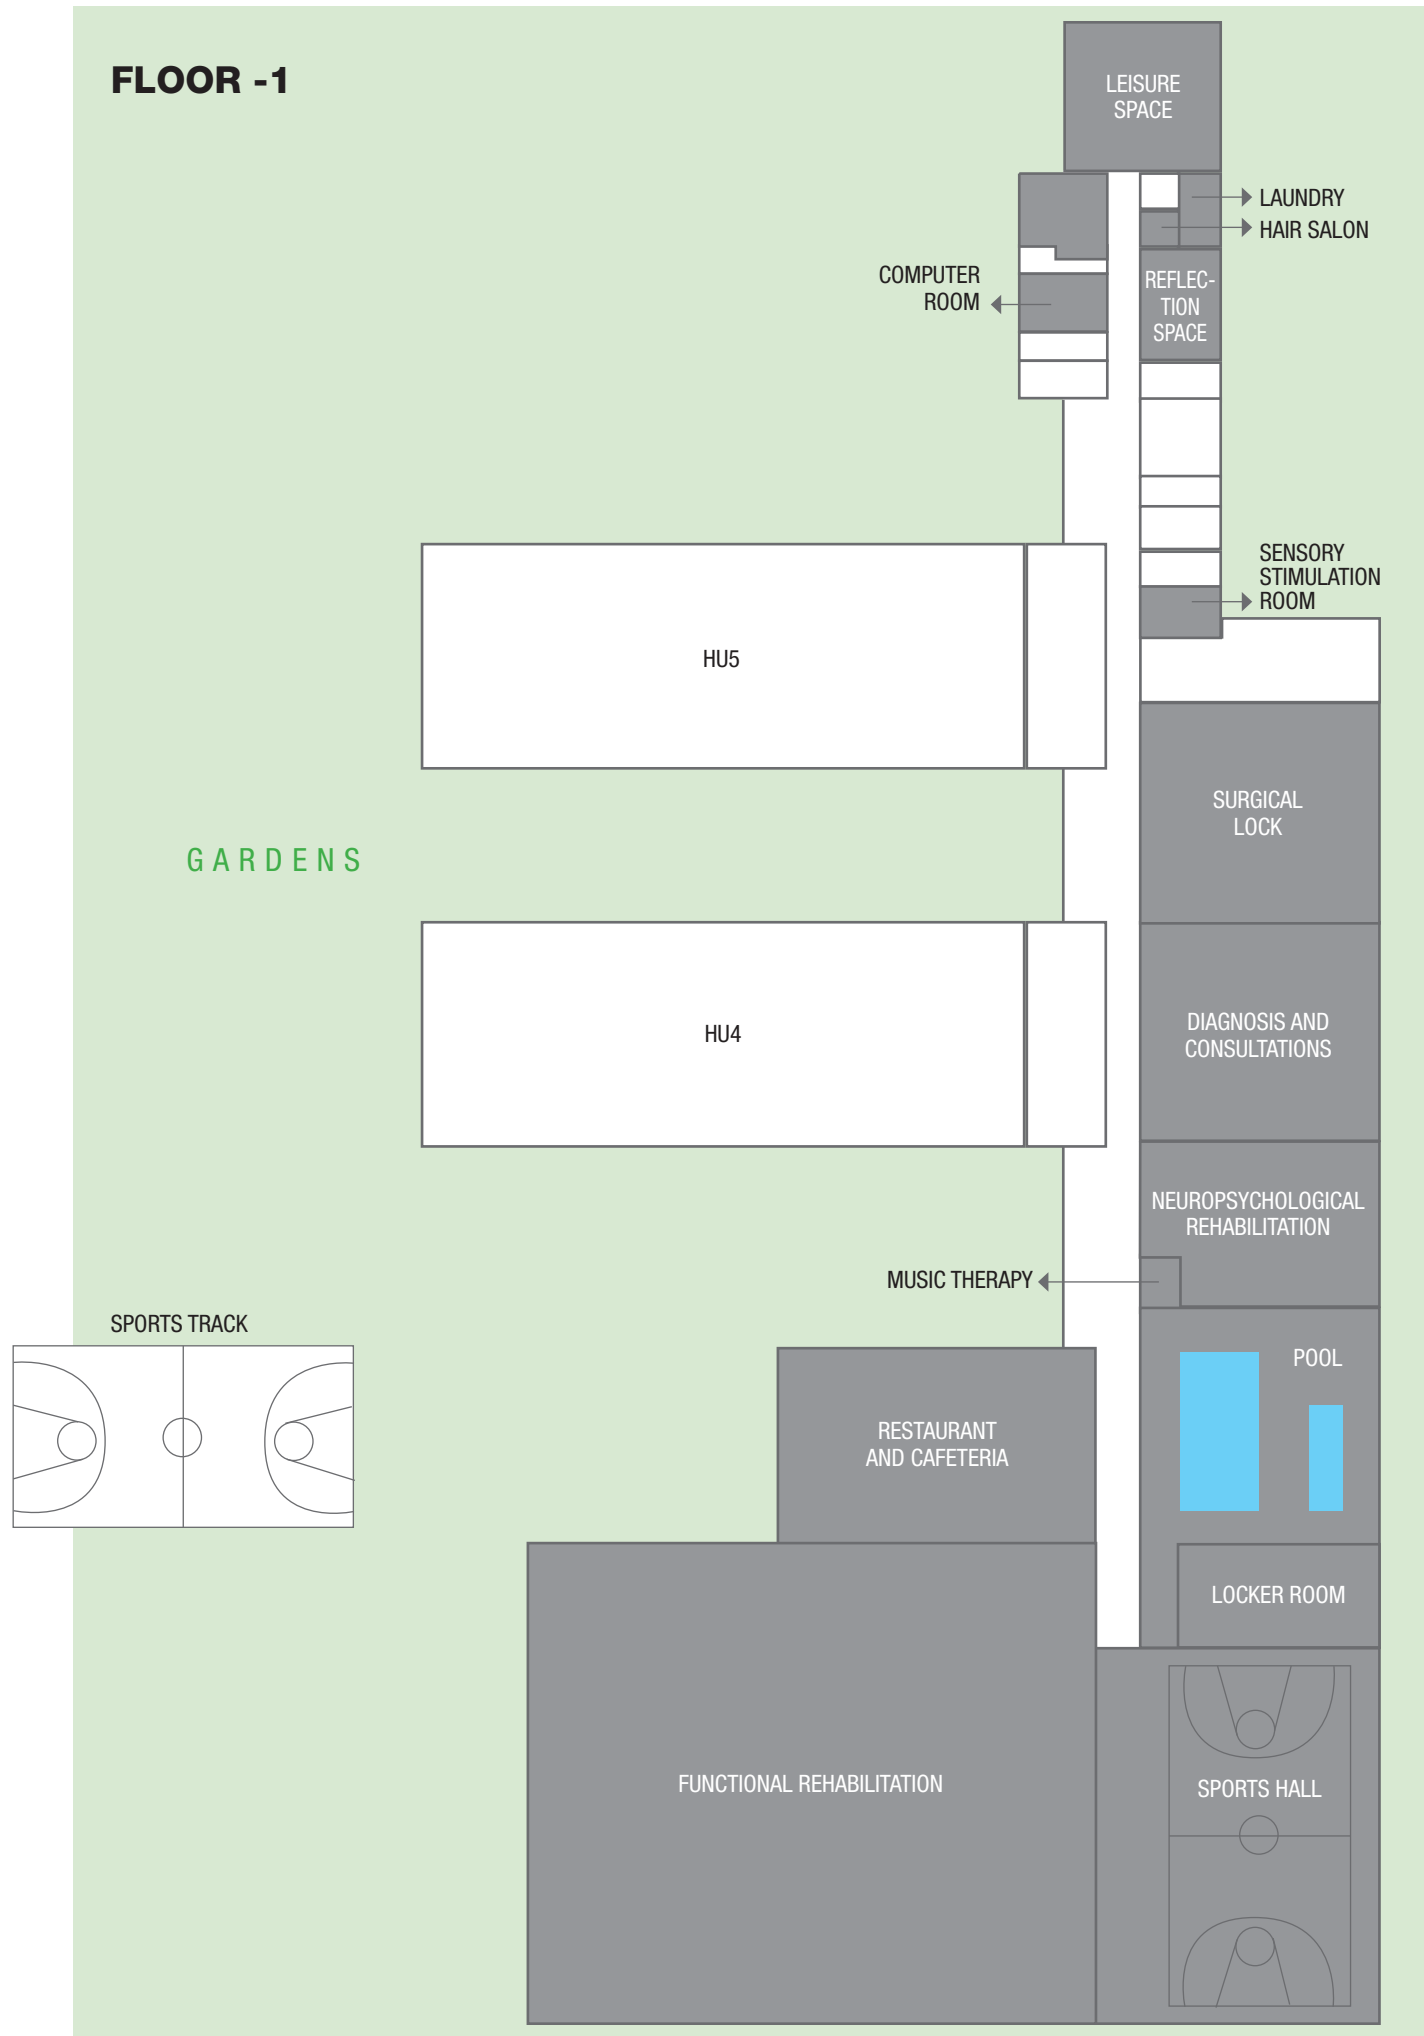 FLOOR -1
LEISURE
SPACE
LAUNDRY
HAIR SALON
COMPUTER
ROOM
REFLEC-
TION
SPACE
SENSORY
STIMULATION
ROOM
HU5
SURGICAL
LOCK
GARDENS
HU4
DIAGNOSIS AND
CONSULTATIONS
NEUROPSYCHOLOGICAL
REHABILITATION
MUSIC THERAPY
SPORTS TRACK
POOL
RESTAURANT
AND CAFETERIA
LOCKER ROOM
FUNCTIONAL REHABILITATION
SPORTS HALL